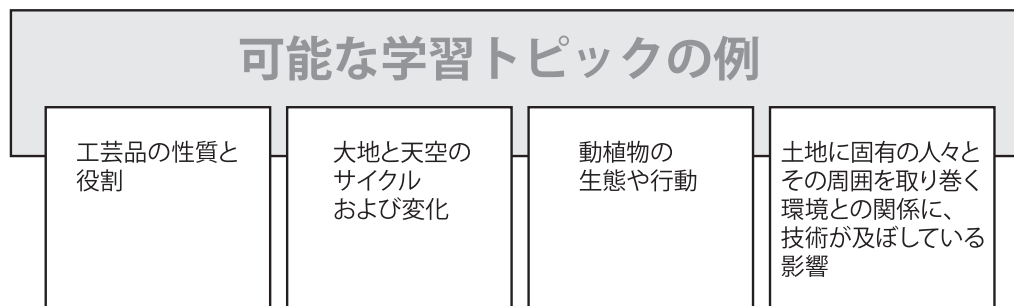 可能な学習トピックの例
工芸品の性質と
役割
大地と天空の
サイクル
および変化
動植物の
生態や行動
土地に固有の人々と
その周囲を取り巻く
環境との関係に、
技術が及ぼしている
影響